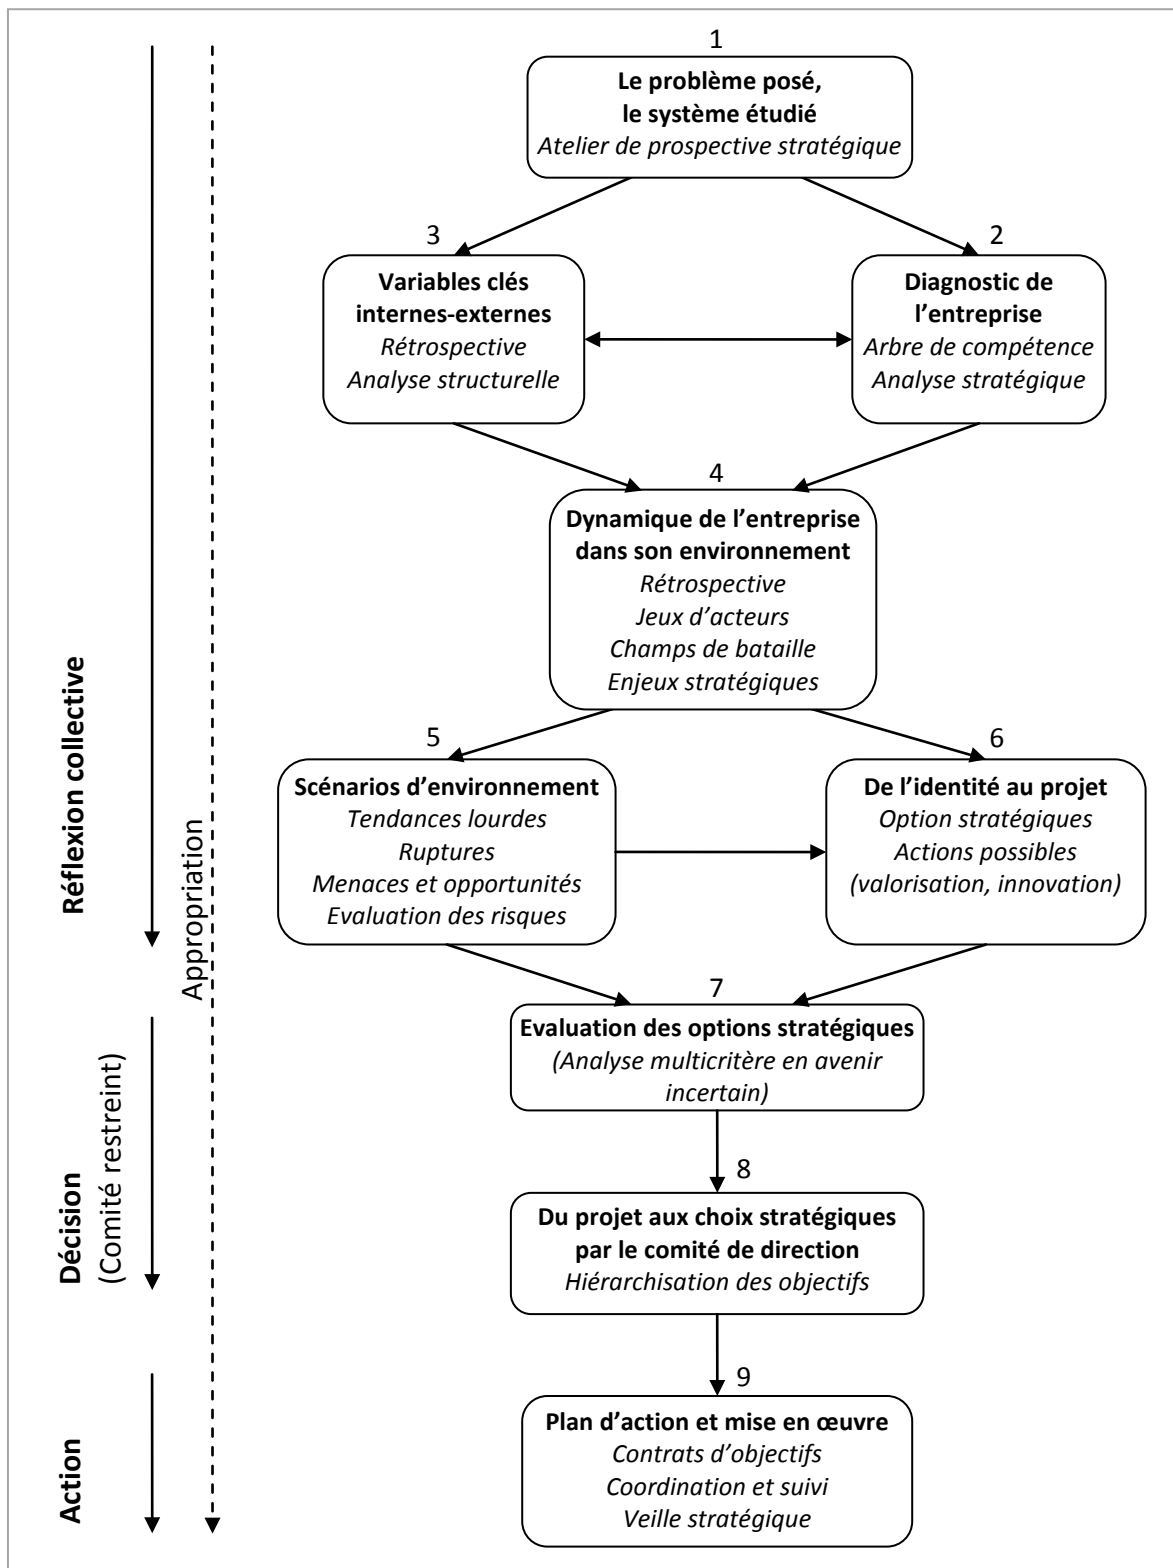 1
Le problème posé,
le système étudié
Atelier de prospective stratégique
3
Variables clés
internes-externes
Rétrospective
Analyse structurelle
2
Diagnostic de
l’entreprise
Arbre de compétence
Analyse stratégique
4
Dynamique de l’entreprise
dans son environnement
Rétrospective
Jeux d’acteurs
Champs de bataille
Enjeux stratégiques
5
Scénarios d’environnement
Tendances lourdes
Ruptures
Menaces et opportunités
Evaluation des risques
6
De l’identité au projet
Option stratégiques
Actions possibles
(valorisation, innovation)
7
Evaluation des options stratégiques
(Analyse multicritère en avenir
incertain)
8
Du projet aux choix stratégiques
par le comité de direction
Hiérarchisation des objectifs
9
Plan d’action et mise en œuvre
Contrats d’objectifs
Coordination et suivi
Veille stratégique
Réflexion collective
Appropriation
Décision
(Comité restreint)
Action